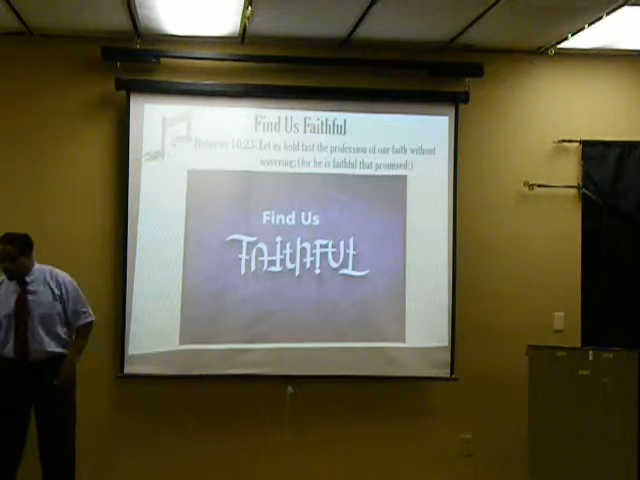 Find Us Faithful
Hebrews 10:23 Let us hold fast the profession of our faith without
wavering; (for he is faithful that promised;)
Find Us
Faithful